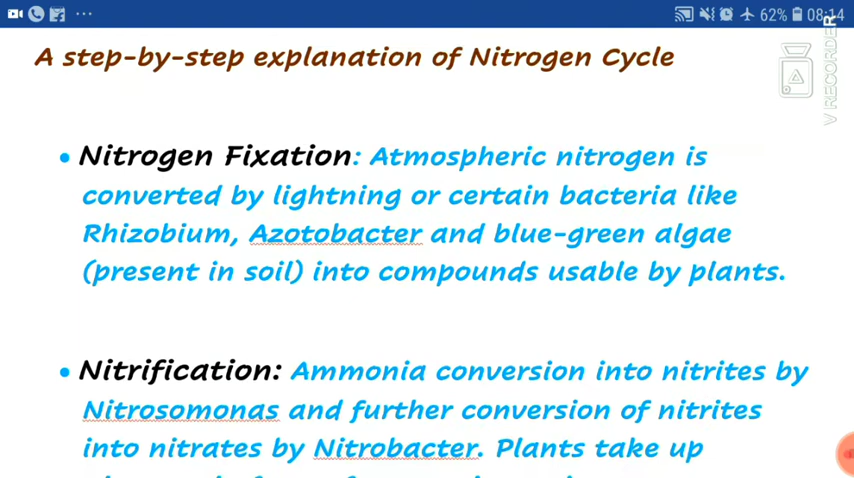 62% 08:14
A step-by-step explanation of Nitrogen Cycle
V RECORDER
• Nitrogen Fixation: Atmospheric nitrogen is
converted by lightning or certain bacteria like
Rhizobium, Azotobacter and blue-green algae
(present in soil) into compounds usable by plants.
• Nitrification: Ammonia conversion into nitrites by
Nitrosomonas and further conversion of nitrites
into nitrates by Nitrobacter. Plants take up